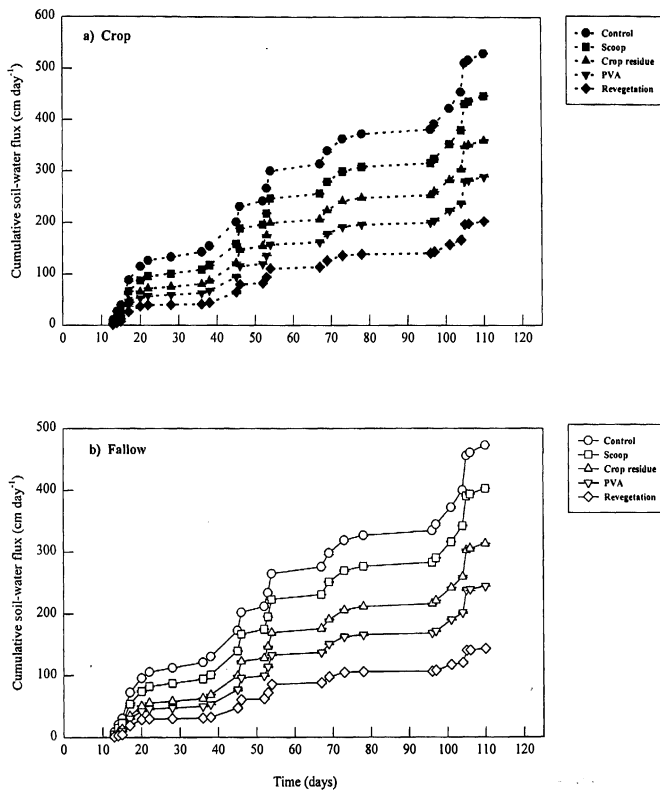 600
a) Crop
500
400
300
200
100
0
Cumulative soil-water flux (cm day-1)
0 10 20 30 40 50 60 70 80 90 100 110 120
Control
Scoop
Crop residue
PVA
Revegetation
500
b) Fallow
400
300
200
100
0
Cumulative soil-water flux (cm day-1)
0 10 20 30 40 50 60 70 80 90 100 110 120
Time (days)
Control
Scoop
Crop residue
PVA
Revegetation